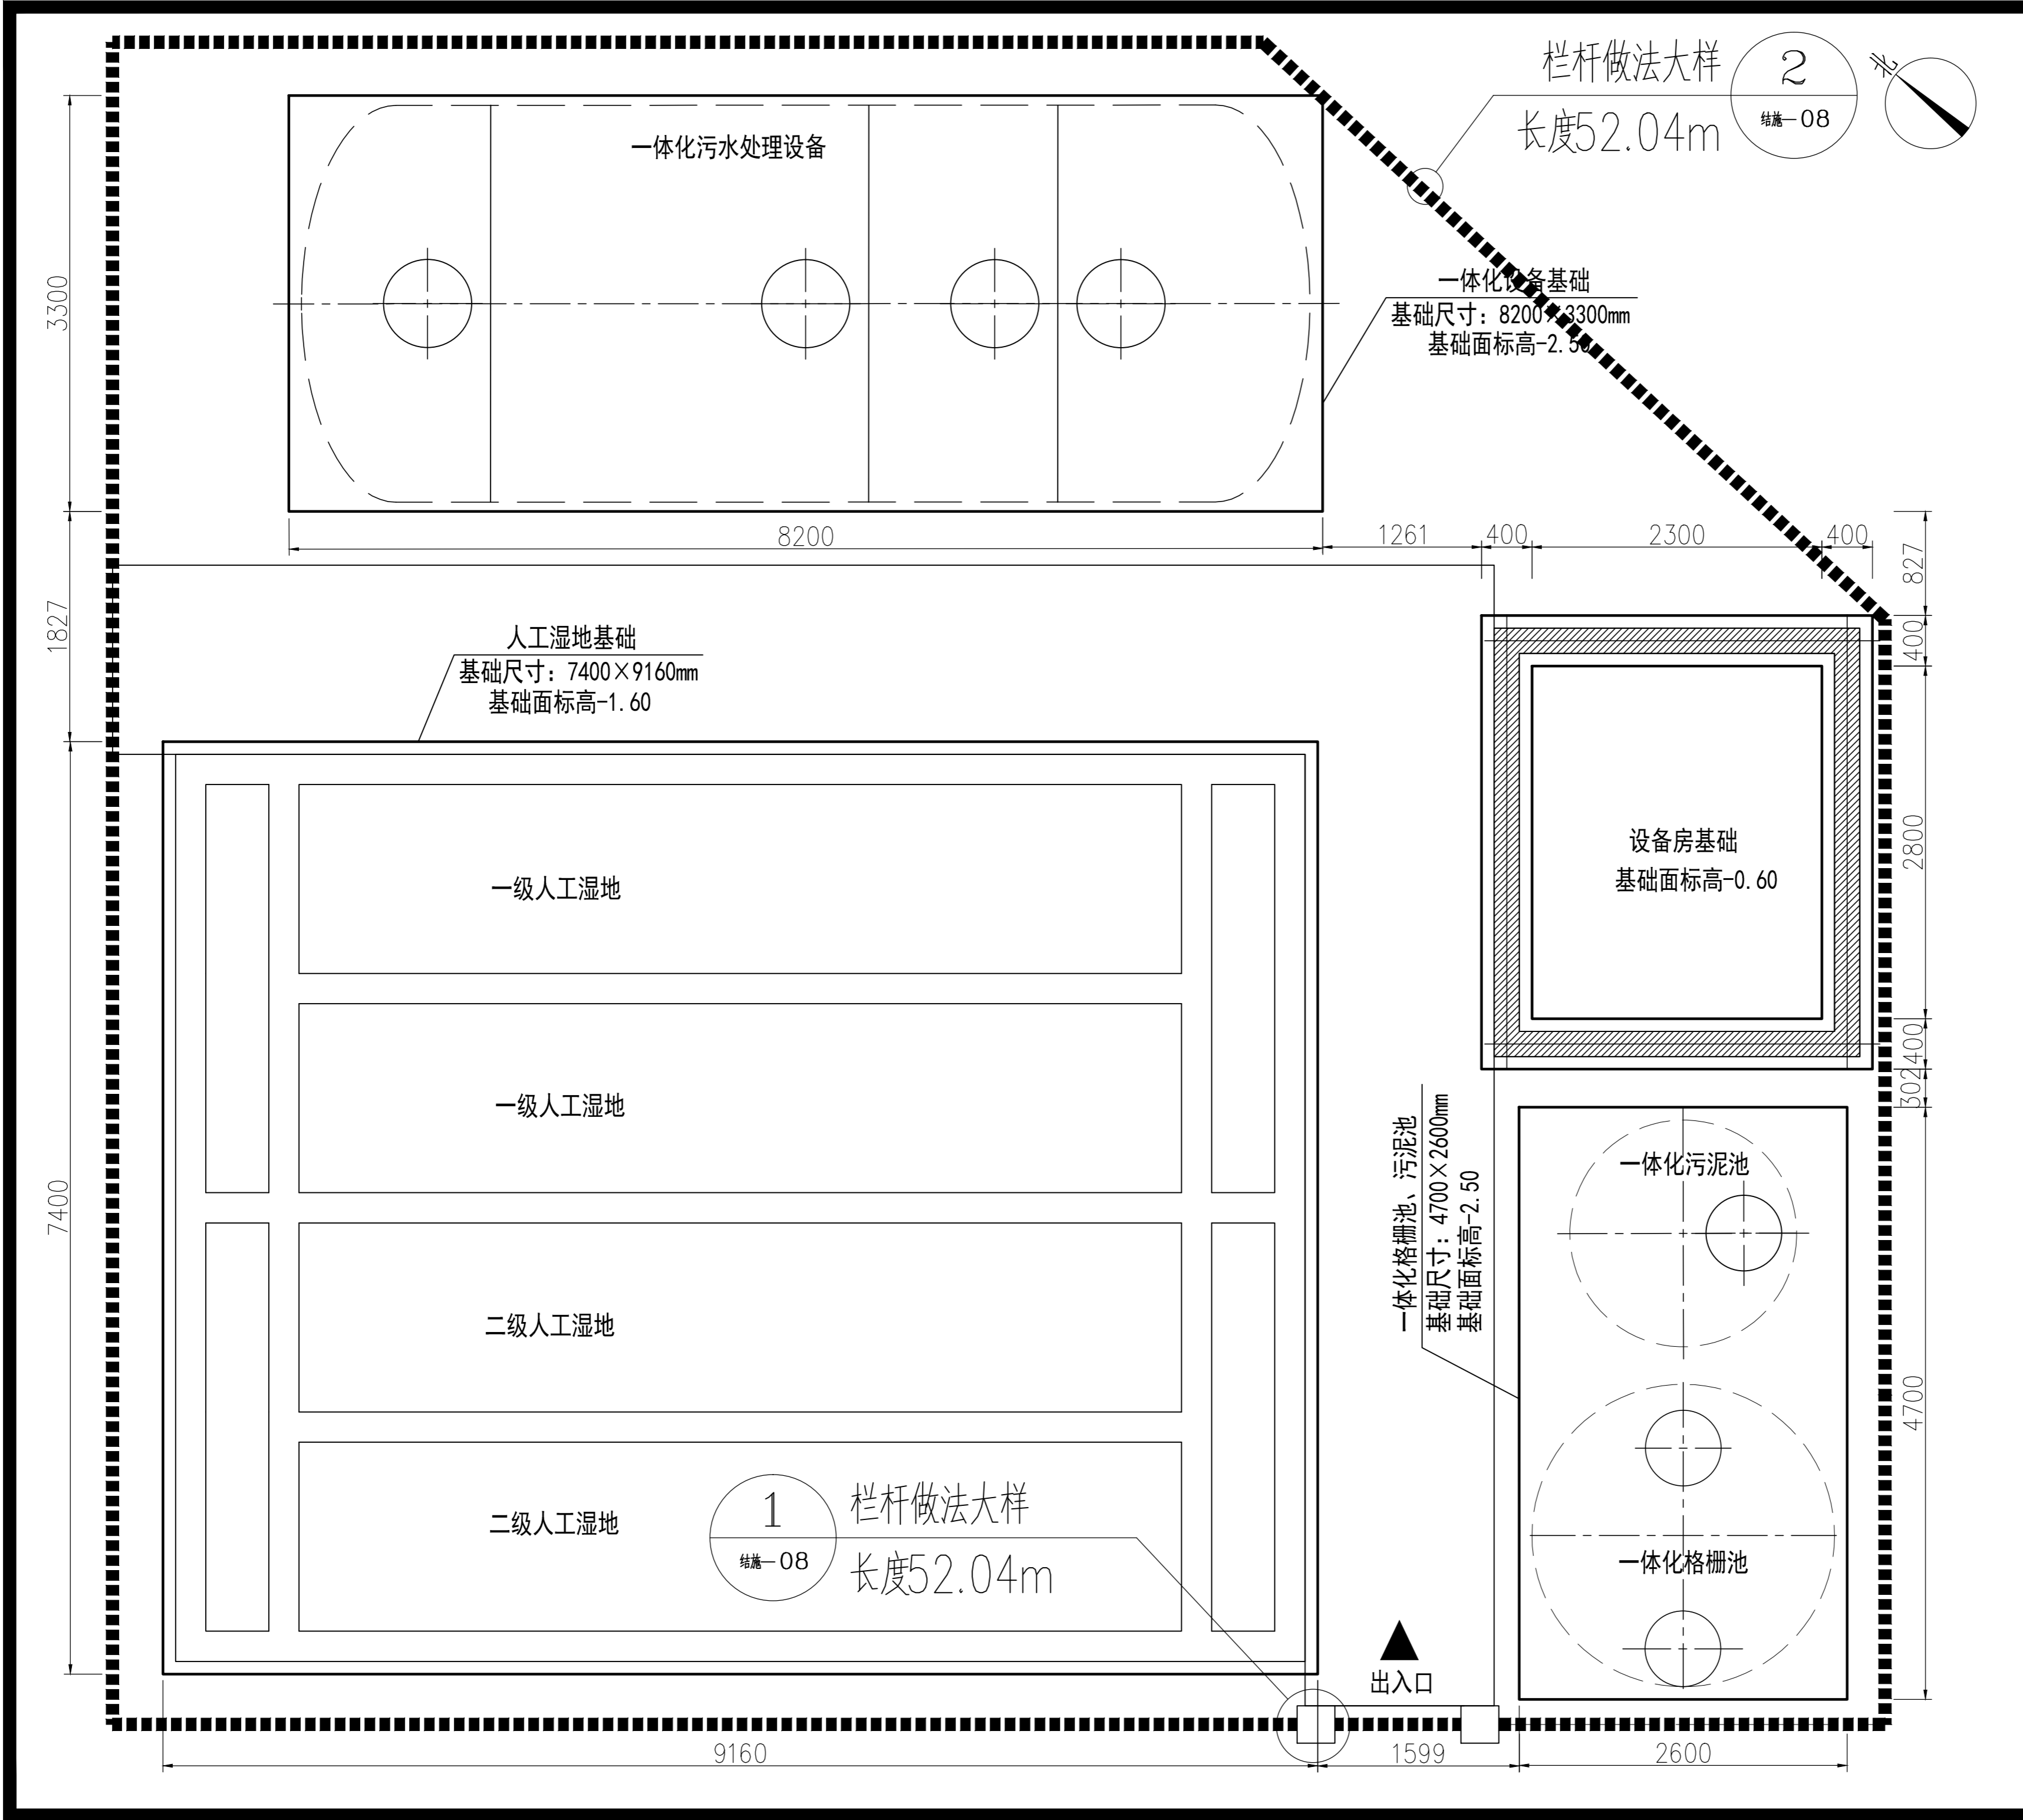 栏杆做法大样
长度52.04m
2
结施-08
北
一体化污水处理设备
3300
一体化设备基础
基础尺寸：8200×3300mm
基础面标高-2.50
8200
1261
400
2300
400
827
1827
人工湿地基础
基础尺寸：7400×9160mm
基础面标高-1.60
400
2800
设备房基础
基础面标高-0.60
一级人工湿地
400
302
一级人工湿地
一体化格栅池、污泥池
基础尺寸：4700×2600mm
基础面标高-2.50
一体化污泥池
7400
二级人工湿地
4700
二级人工湿地
1
结施-08
栏杆做法大样
长度52.04m
一体化格栅池
出入口
9160
1599
2600